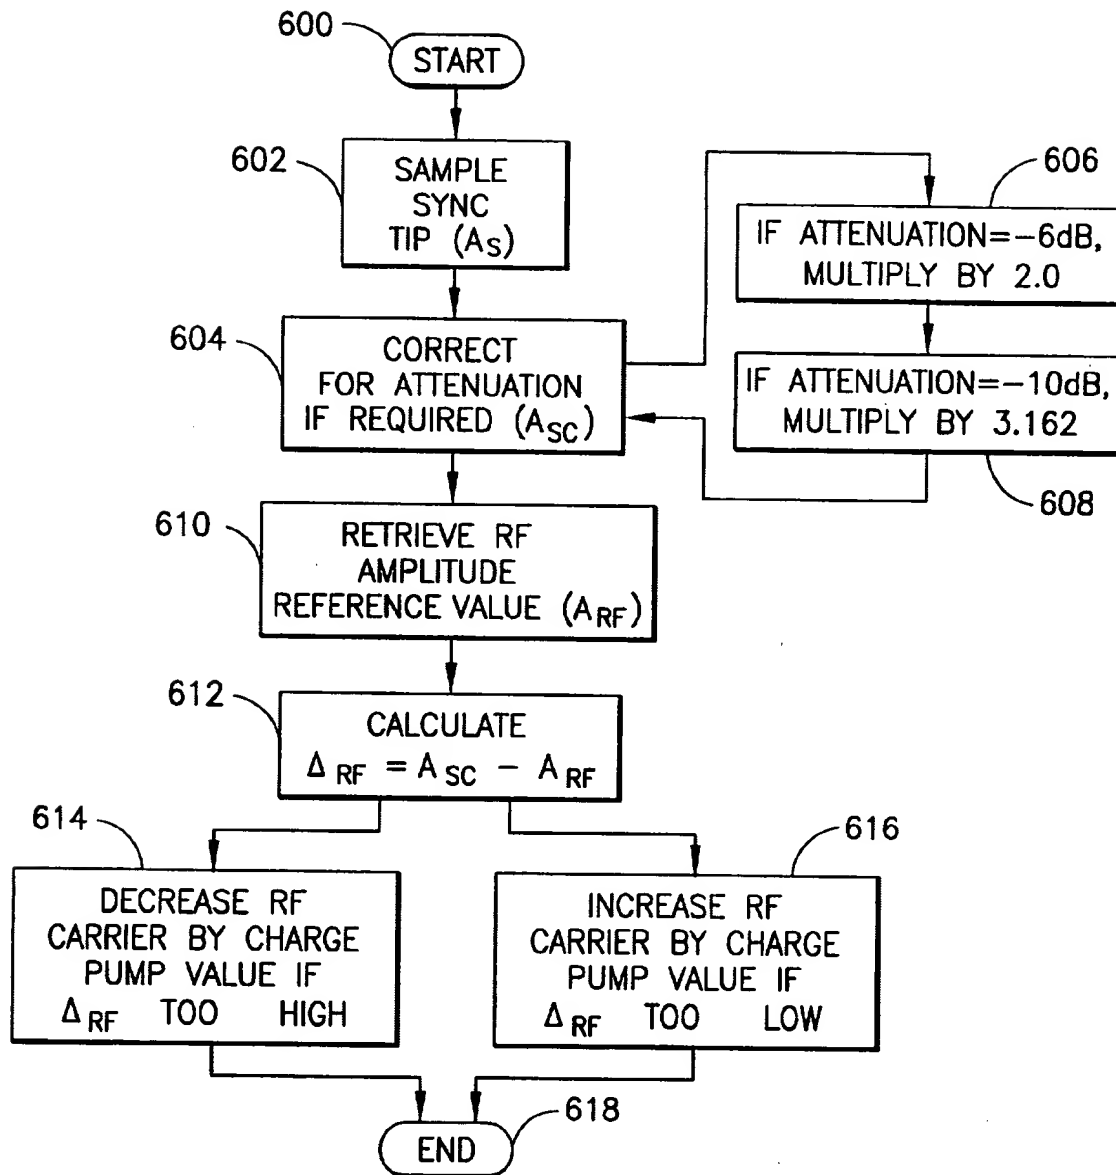 600
START
602
SAMPLE
SYNC
TIP (AS)
604
CORRECT
FOR ATTENUATION
IF REQUIRED (ASC)
606
IF ATTENUATION=-6dB,
MULTIPLY BY 2.0
IF ATTENUATION=-10dB,
MULTIPLY BY 3.162
608
610
RETRIEVE RF
AMPLITUDE
REFERENCE VALUE (ARF)
612
CALCULATE
ΔRF = ASC - ARF
614
DECREASE RF
CARRIER BY CHARGE
PUMP VALUE IF
ΔRF TOO HIGH
616
INCREASE RF
CARRIER BY CHARGE
PUMP VALUE IF
ΔRF TOO LOW
END
618